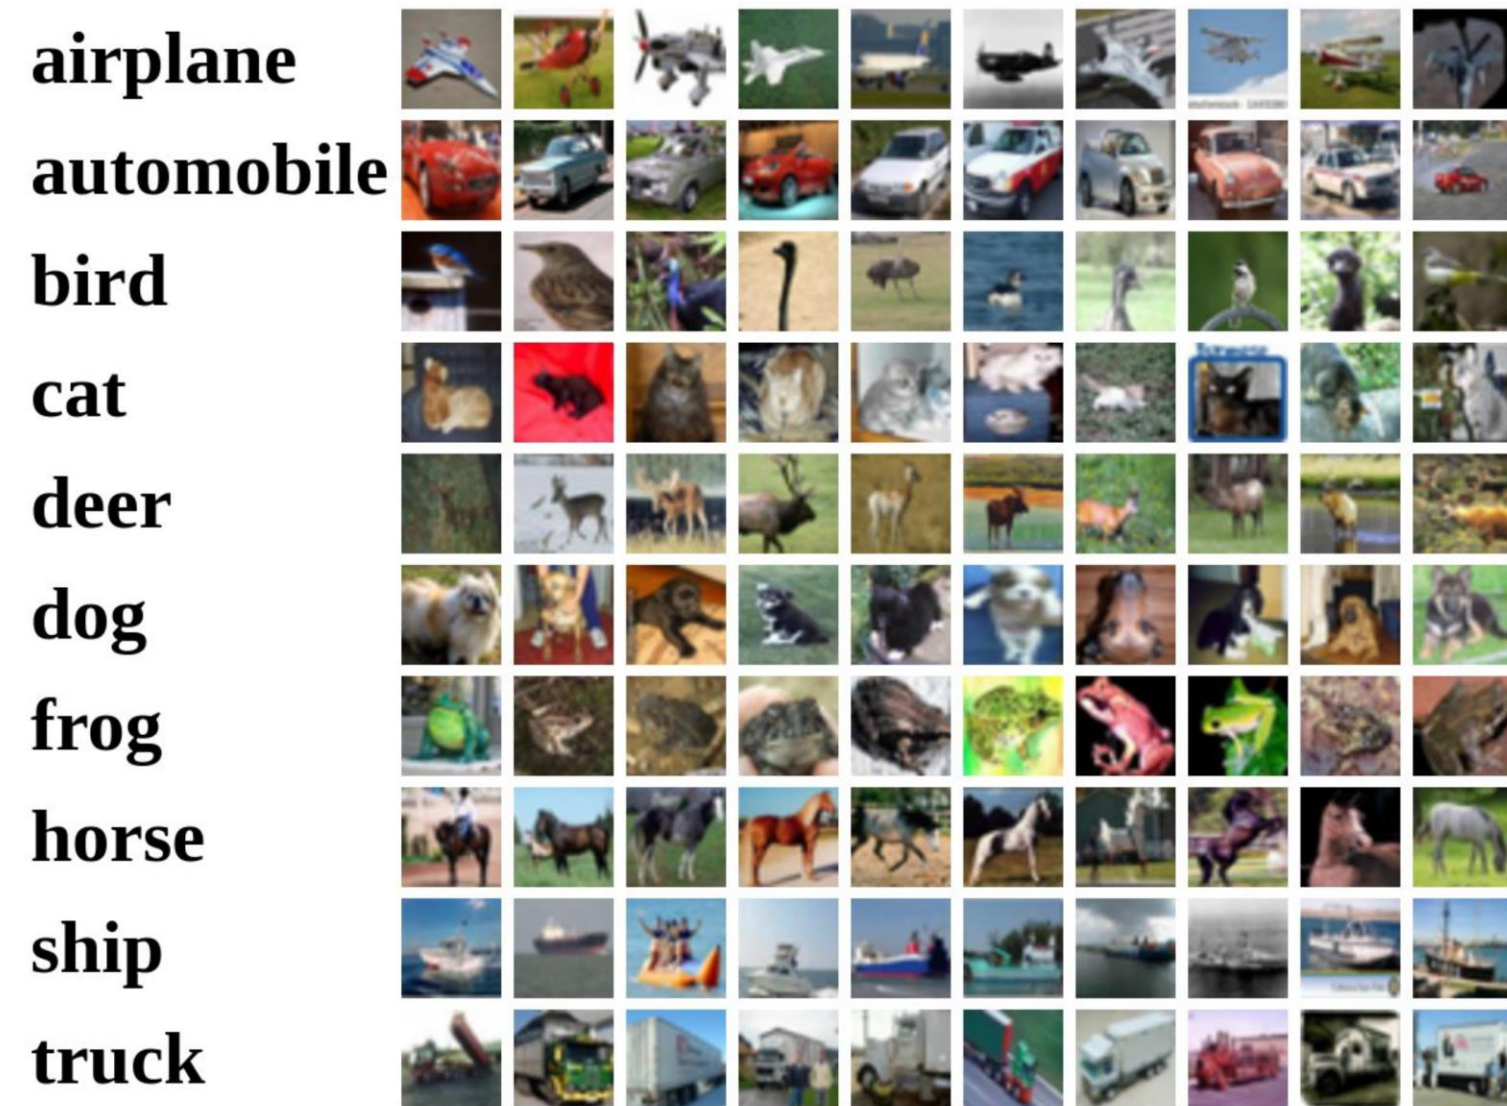 airplane
automobile
bird
cat
deer
dog
frog
horse
ship
truck